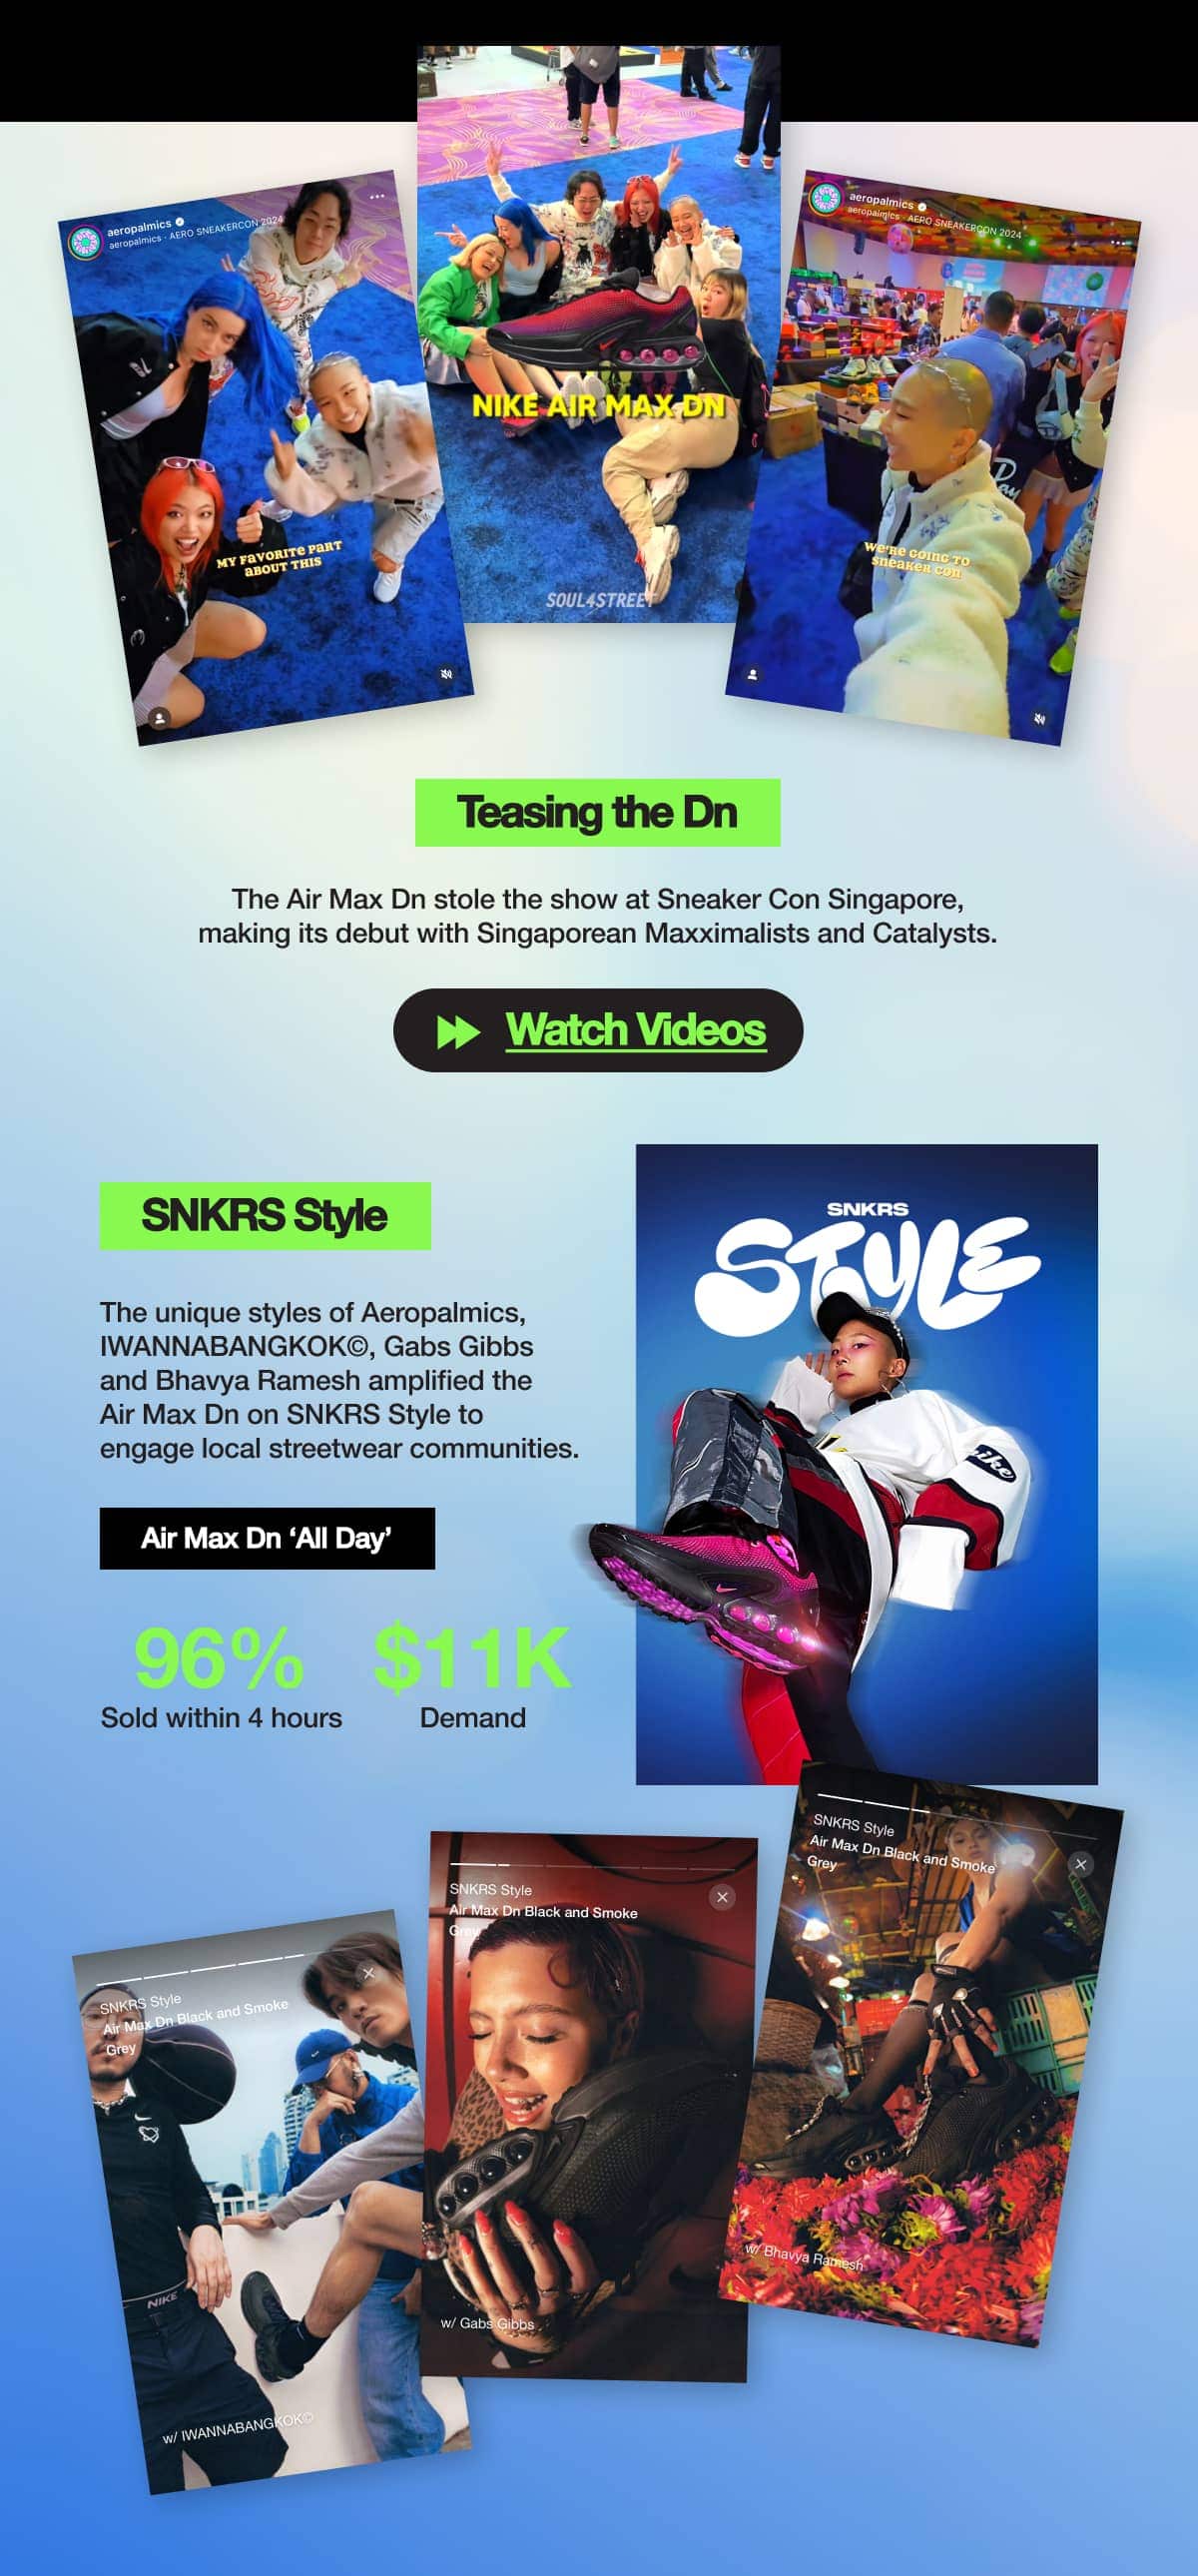 aeropalmics
aeropalmics · AERO SNEAKERCON 2024
MY FAVORITE PART
ABOUT THIS
NIKE AIR MAX DN
SOUL4STREET
aeropalmics
aeropalmics · AERO SNEAKERCON 2024
WE'RE GOING TO
SNEAKER CON
Teasing the Dn
The Air Max Dn stole the show at Sneaker Con Singapore,
making its debut with Singaporean Maxximalists and Catalysts.
Watch Videos
SNKRS Style
The unique styles of Aeropalmics,
IWANNABANGKOK©, Gabs Gibbs
and Bhavya Ramesh amplified the
Air Max Dn on SNKRS Style to
engage local streetwear communities.
Air Max Dn ‘All Day’
96%
Sold within 4 hours
$11K
Demand
SNKRS
STYLE
Nike
SNKRS Style
Air Max Dn Black and Smoke
Grey
NIKE
w/ IWANNABANGKOK©
SNKRS Style
Air Max Dn Black and Smoke
Grey
w/ Gabs Gibbs
SNKRS Style
Air Max Dn Black and Smoke
Grey
w/ Bhavya Ramesh